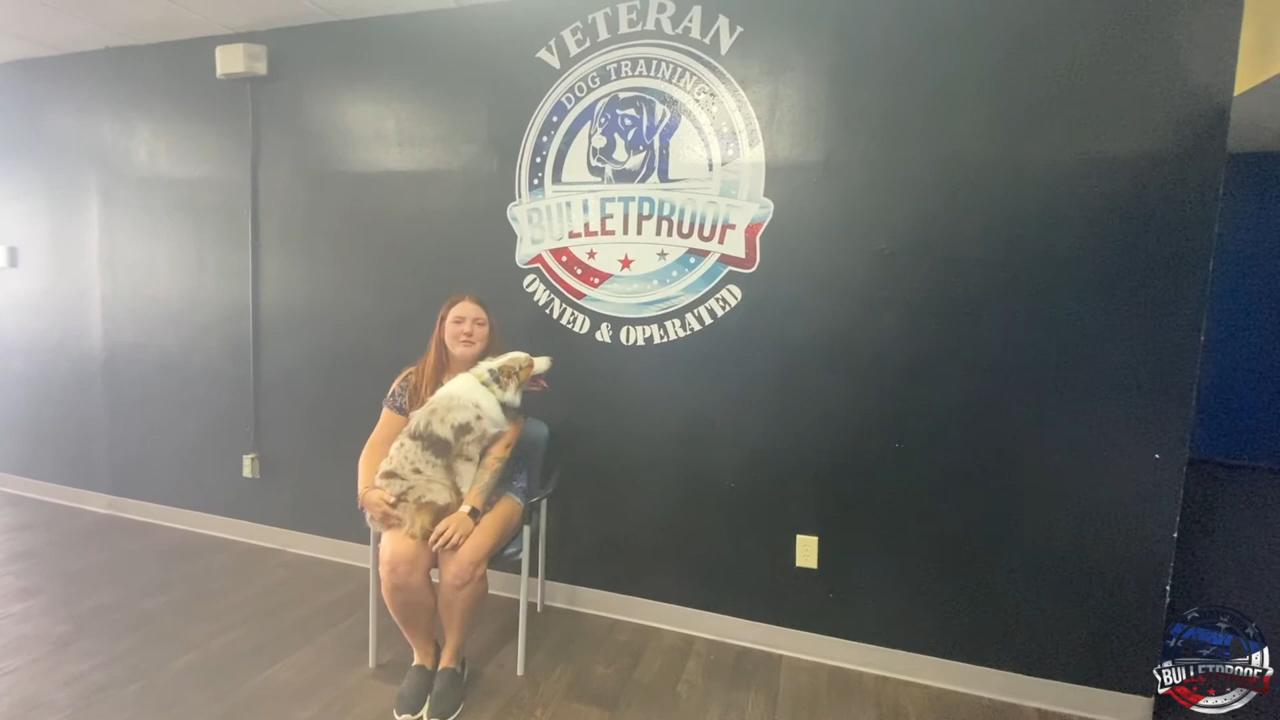 VETERAN
DOG TRAINING
BULLETPROOF
OWNED & OPERATED
BULLETPROOF